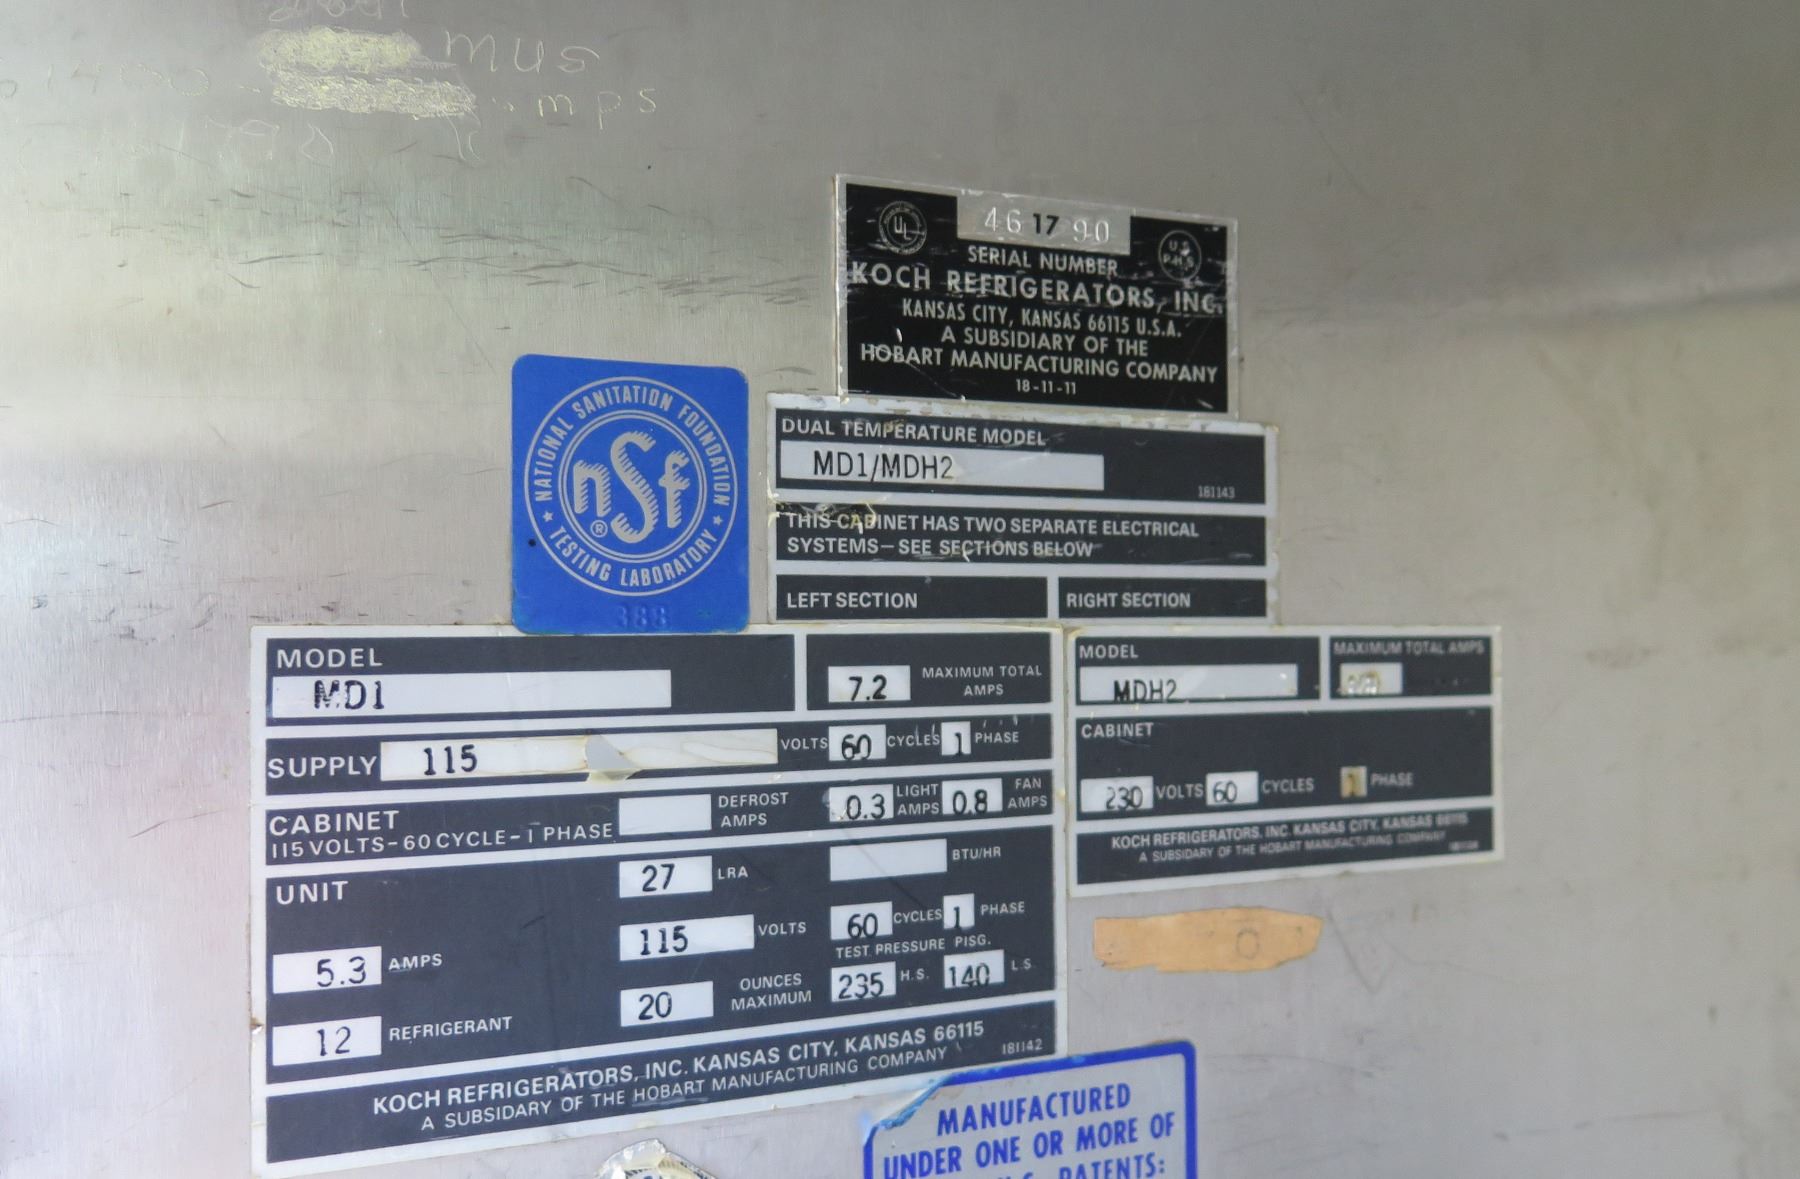 mus
mps
UL
46 17 90
U.S.
P.H.S.
SERIAL NUMBER
KOCH REFRIGERATORS, INC.
KANSAS CITY, KANSAS 66115 U.S.A.
A SUBSIDIARY OF THE
HOBART MANUFACTURING COMPANY
18-11-11
NATIONAL SANITATION FOUNDATION
nsf ®
★ TESTING LABORATORY ★
388
DUAL TEMPERATURE MODEL
MD1/MDH2
181143
THIS CABINET HAS TWO SEPARATE ELECTRICAL
SYSTEMS—SEE SECTIONS BELOW
LEFT SECTION RIGHT SECTION
MODEL
MD1
7.2 MAXIMUM TOTAL
AMPS
SUPPLY 115 VOLTS 60 CYCLES 1 PHASE
CABINET
115 VOLTS-60 CYCLE-1 PHASE
DEFROST
AMPS
0.3 LIGHT
AMPS
0.8 FAN
AMPS
UNIT
27 LRA BTU/HR
115 VOLTS 60 CYCLES 1 PHASE
5.3 AMPS
TEST PRESSURE PISG.
20 OUNCES
MAXIMUM
235 H.S. 140 L.S
12 REFRIGERANT
KOCH REFRIGERATORS, INC. KANSAS CITY, KANSAS 66115
A SUBSIDARY OF THE HOBART MANUFACTURING COMPANY
181142
MODEL
MDH2
MAXIMUM TOTAL AMPS
CABINET
230 VOLTS 60 CYCLES 1 PHASE
KOCH REFRIGERATORS, INC. KANSAS CITY, KANSAS 66115
A SUBSIDARY OF THE HOBART MANUFACTURING COMPANY
MANUFACTURED
UNDER ONE OR MORE OF
PATENTS: